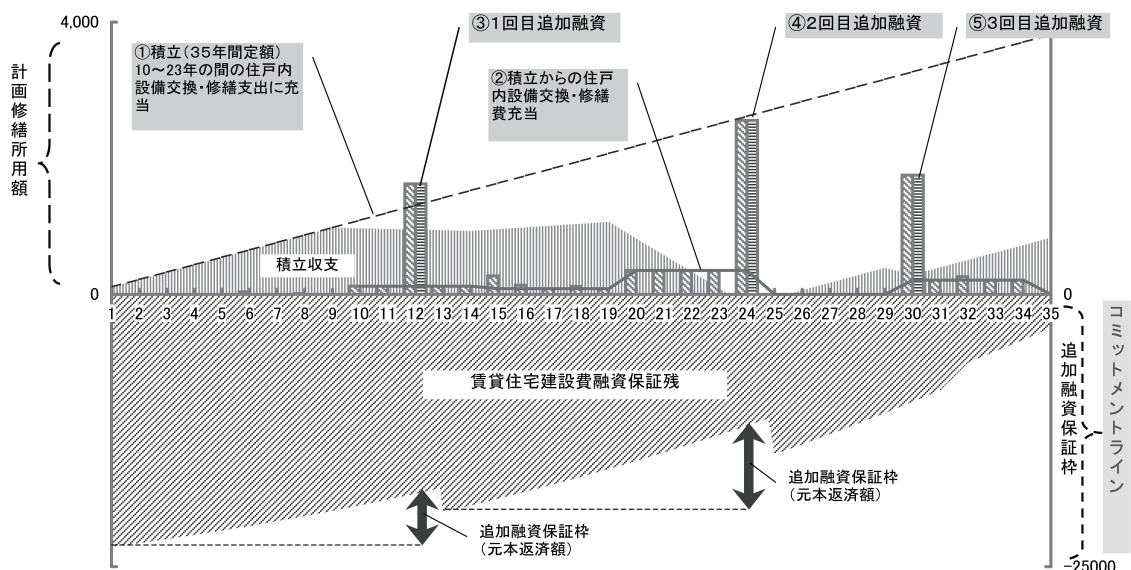 4,000
計画修繕所用額
①積立(35年間定額)
10～23年の間の住戸内
設備交換・修繕支出に充
当
③1回目追加融資
②積立からの住戸
内設備交換・修繕
費充当
④2回目追加融資
⑤3回目追加融資
積立収支
0
0
1 2 3 4 5 6 7 8 9 10 11 12 13 14 15 16 17 18 19 20 21 22 23 24 25 26 27 28 29 30 31 32 33 34 35
賃貸住宅建設費融資保証残
追加融資保証枠
(元本返済額)
追加融資保証枠
(元本返済額)
追加融資保証枠
コミットメントライン
-25000